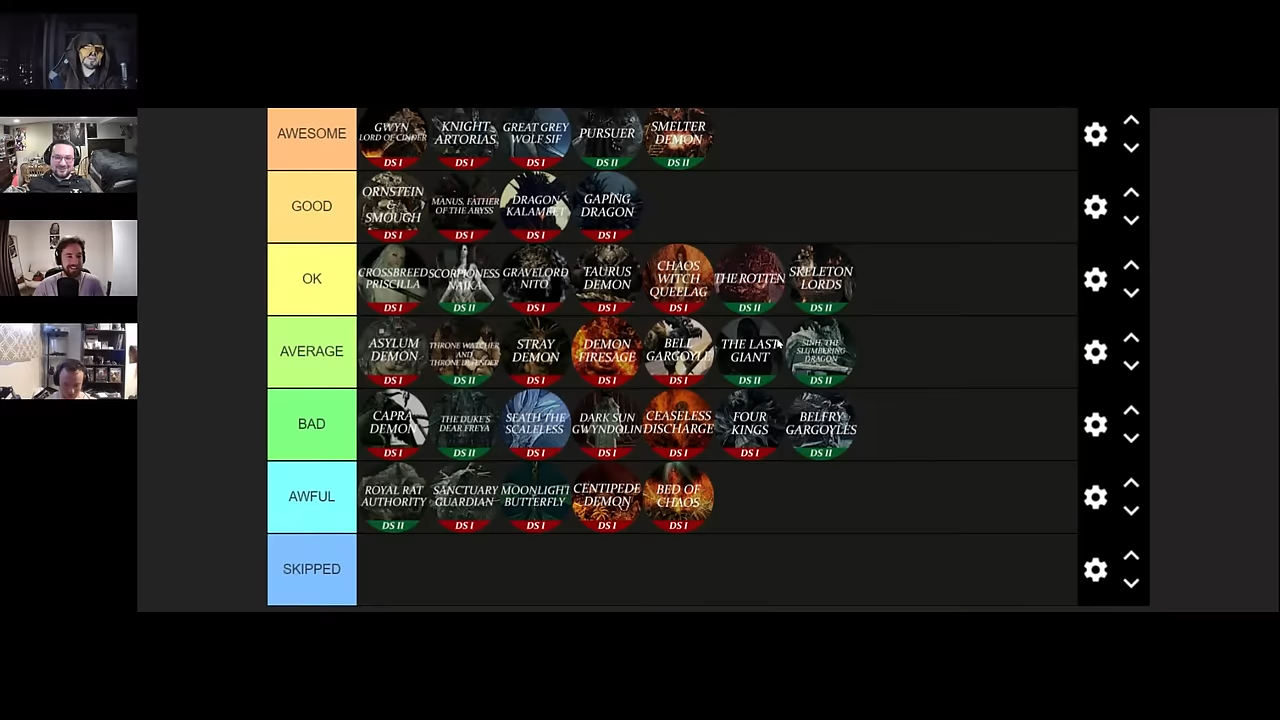 AWESOME
GWYN
LORD OF CINDER
DS I
KNIGHT
ARTORIAS
DS I
GREAT GREY
WOLF SIF
DS I
PURSUER
DS II
SMELTER
DEMON
DS II
GOOD
ORNSTEIN
&
SMOUGH
DS I
MANUS, FATHER
OF THE ABYSS
DS I
DRAGON
KALAMEET
DS I
GAPING
DRAGON
DS I
OK
CROSSBREED
PRISCILLA
DS I
SCORPIONESS
NAJKA
DS II
GRAVELORD
NITO
DS I
TAURUS
DEMON
DS I
CHAOS
WITCH
QUEELAG
DS I
THE ROTTEN
DS II
SKELETON
LORDS
DS II
AVERAGE
ASYLUM
DEMON
DS I
THRONE WATCHER
AND
THRONE DEFENDER
DS II
STRAY
DEMON
DS I
DEMON
FIRESAGE
DS I
BELL
GARGOYLE
DS I
THE LAST
GIANT
DS II
SINH, THE
SLUMBERING
DRAGON
DS II
BAD
CAPRA
DEMON
DS I
THE DUKE'S
DEAR FREYA
DS II
SEATH THE
SCALELESS
DS I
DARK SUN
GWYNDOLIN
DS I
CEASELESS
DISCHARGE
DS I
FOUR
KINGS
DS I
BELFRY
GARGOYLES
DS II
AWFUL
ROYAL RAT
AUTHORITY
DS II
SANCTUARY
GUARDIAN
DS I
MOONLIGHT
BUTTERFLY
DS I
CENTIPEDE
DEMON
DS I
BED OF
CHAOS
DS I
SKIPPED